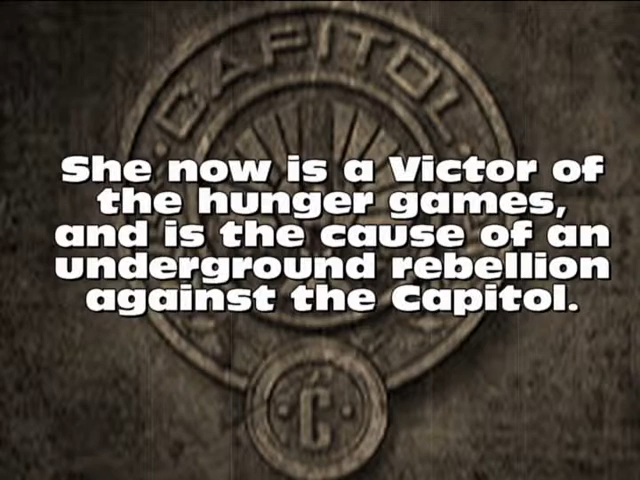 CAPITOL
She now is a Victor of
the hunger games,
and is the cause of an
underground rebellion
against the Capitol.
C